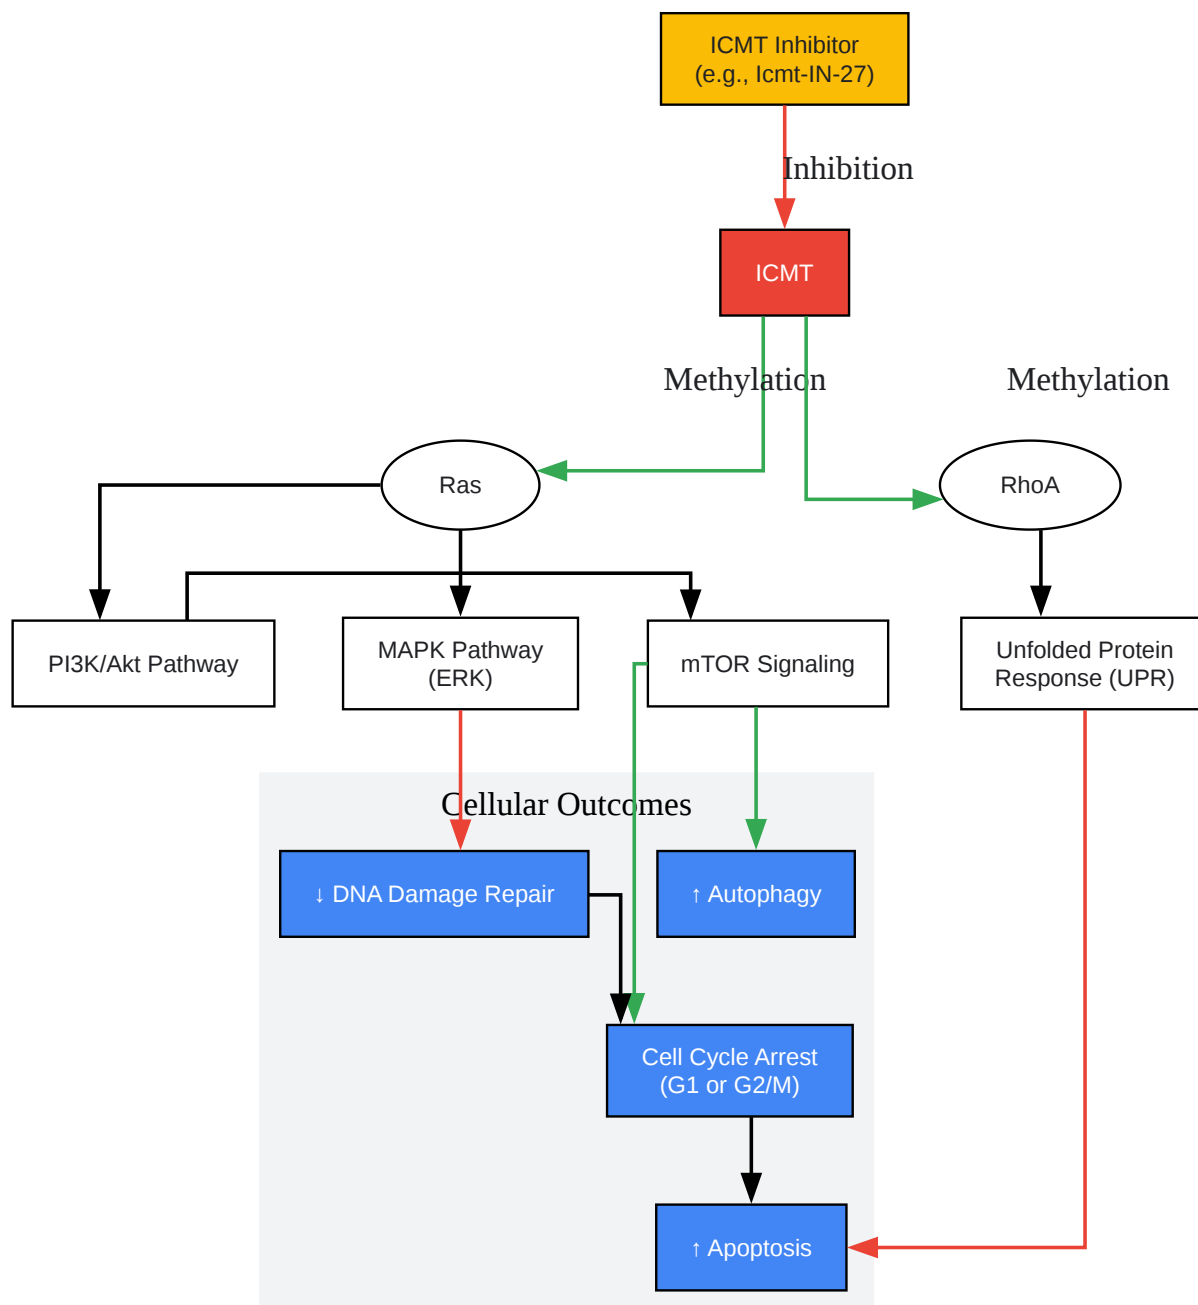 ICMT Inhibitor
(e.g., Icmt-IN-27)
Inhibition
ICMT
Methylation
Methylation
Ras
RhoA
PI3K/Akt Pathway
MAPK Pathway
(ERK)
mTOR Signaling
Unfolded Protein
Response (UPR)
Cellular Outcomes
↓ DNA Damage Repair
↑ Autophagy
Cell Cycle Arrest
(G1 or G2/M)
↑ Apoptosis